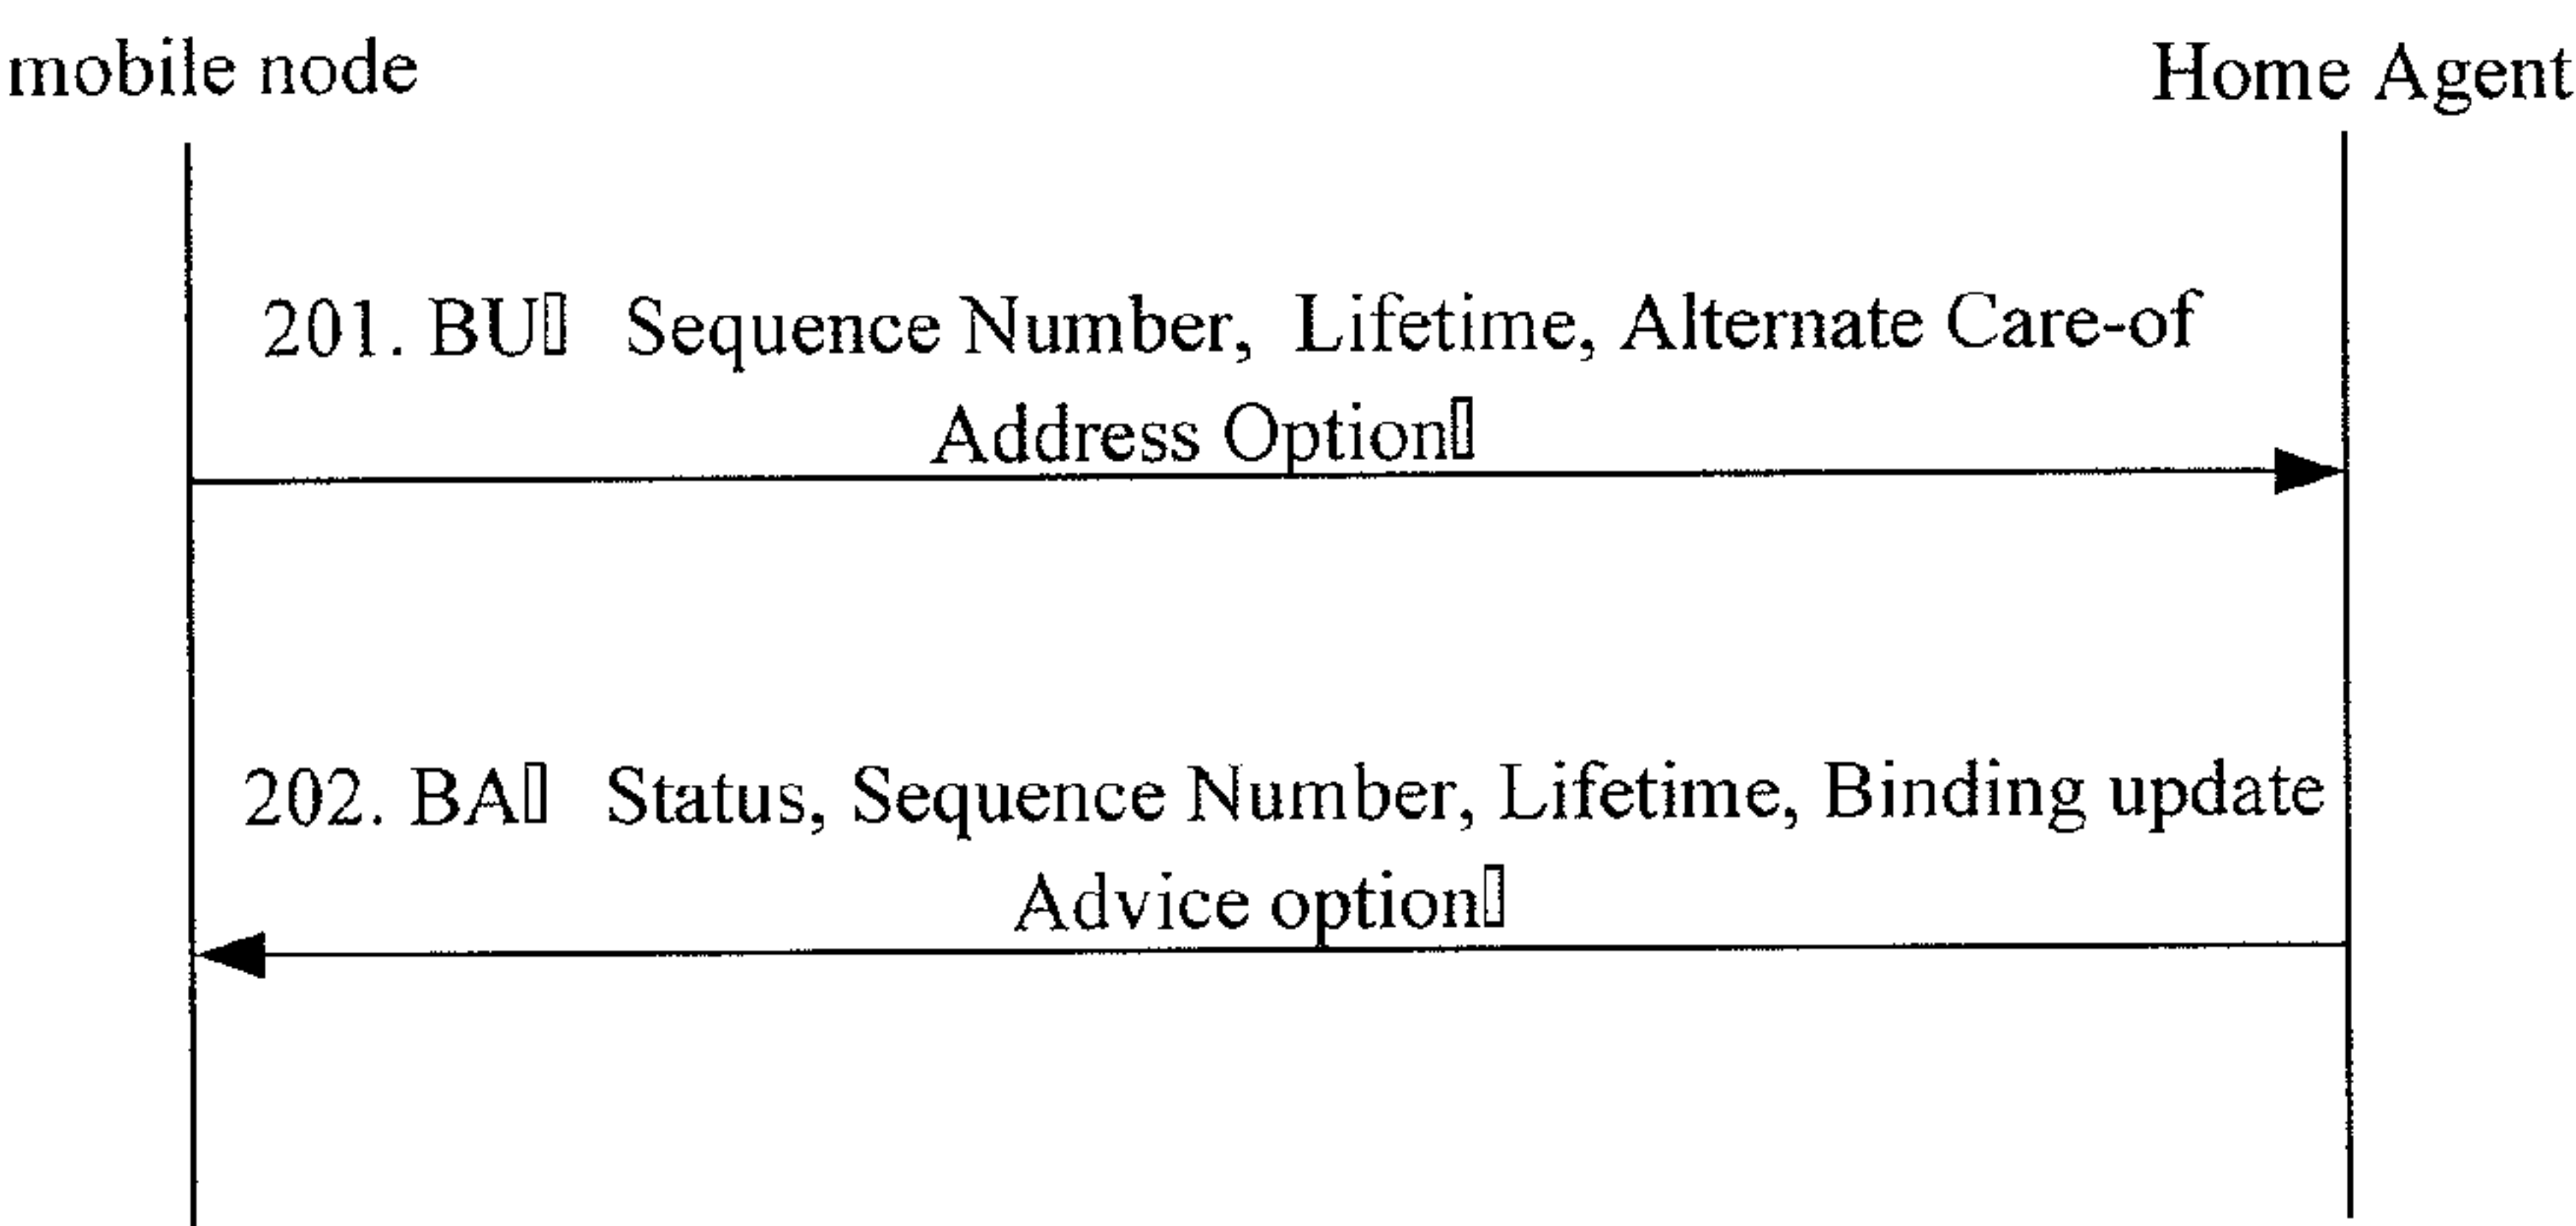 mobile node
Home Agent
201. BU▯ Sequence Number, Lifetime, Alternate Care-of
Address Option▯
202. BA▯ Status, Sequence Number, Lifetime, Binding update
Advice option▯